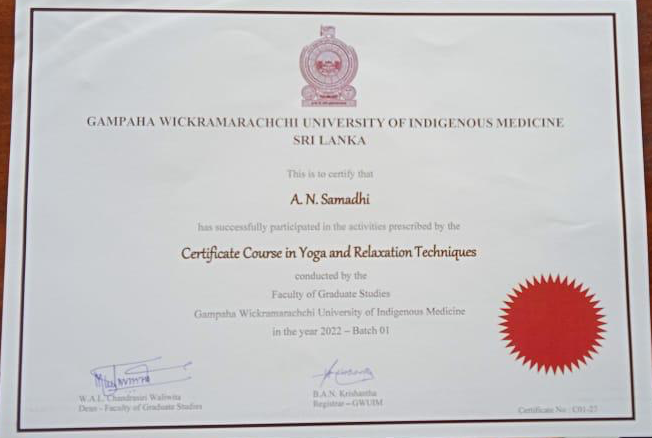 GAMPAHA WICKRAMARACHCHI UNIVERSITY OF INDIGENOUS MEDICINE
SRI LANKA
This is to certify that
A. N. Samadhi
has successfully participated in the activities prescribed by the
Certificate Course in Yoga and Relaxation Techniques
conducted by the
Faculty of Graduate Studies
Gampaha Wickramarachchi University of Indigenous Medicine
in the year 2022 – Batch 01
W.A.L. Chandrasiri Waliwita
Dean - Faculty of Graduate Studies
B.A.N. Krishantha
Registrar – GWUIM
Certificate No : C01-27